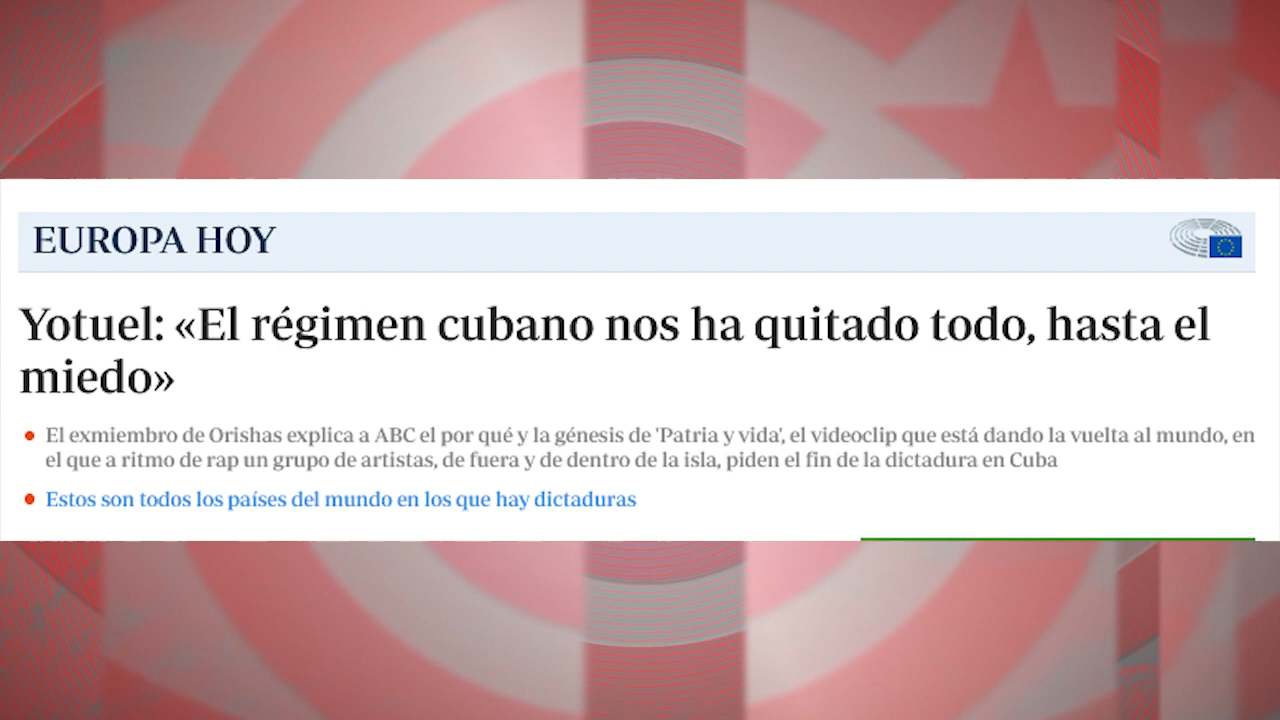 EUROPA HOY
Yotuel: «El régimen cubano nos ha quitado todo, hasta el
miedo»
El exmiembro de Orishas explica a ABC el por qué y la génesis de 'Patria y vida', el videoclip que está dando la vuelta al mundo, en
el que a ritmo de rap un grupo de artistas, de fuera y de dentro de la isla, piden el fin de la dictadura en Cuba
Estos son todos los países del mundo en los que hay dictaduras